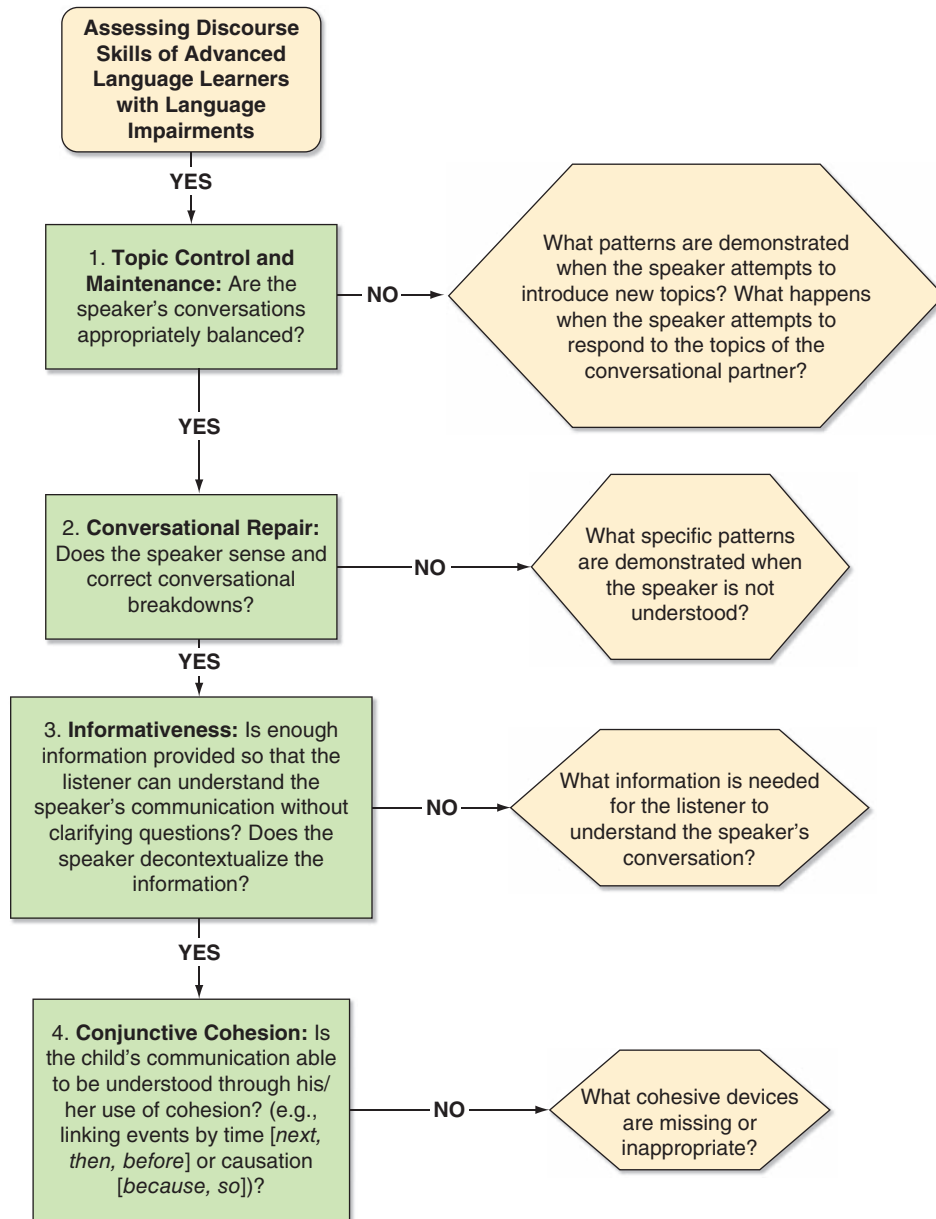 Assessing Discourse
Skills of Advanced
Language Learners
with Language
Impairments
YES
1. Topic Control and
Maintenance: Are the
speaker’s conversations
appropriately balanced?
NO
What patterns are demonstrated
when the speaker attempts to
introduce new topics? What happens
when the speaker attempts to
respond to the topics of the
conversational partner?
YES
2. Conversational Repair:
Does the speaker sense and
correct conversational
breakdowns?
NO
What specific patterns
are demonstrated when
the speaker is not
understood?
YES
3. Informativeness: Is enough
information provided so that the
listener can understand the
speaker’s communication without
clarifying questions? Does the
speaker decontextualize the
information?
NO
What information is needed
for the listener to
understand the speaker’s
conversation?
YES
4. Conjunctive Cohesion: Is
the child’s communication able
to be understood through his/
her use of cohesion? (e.g.,
linking events by time [next,
then, before] or causation
[because, so])?
NO
What cohesive devices
are missing or
inappropriate?